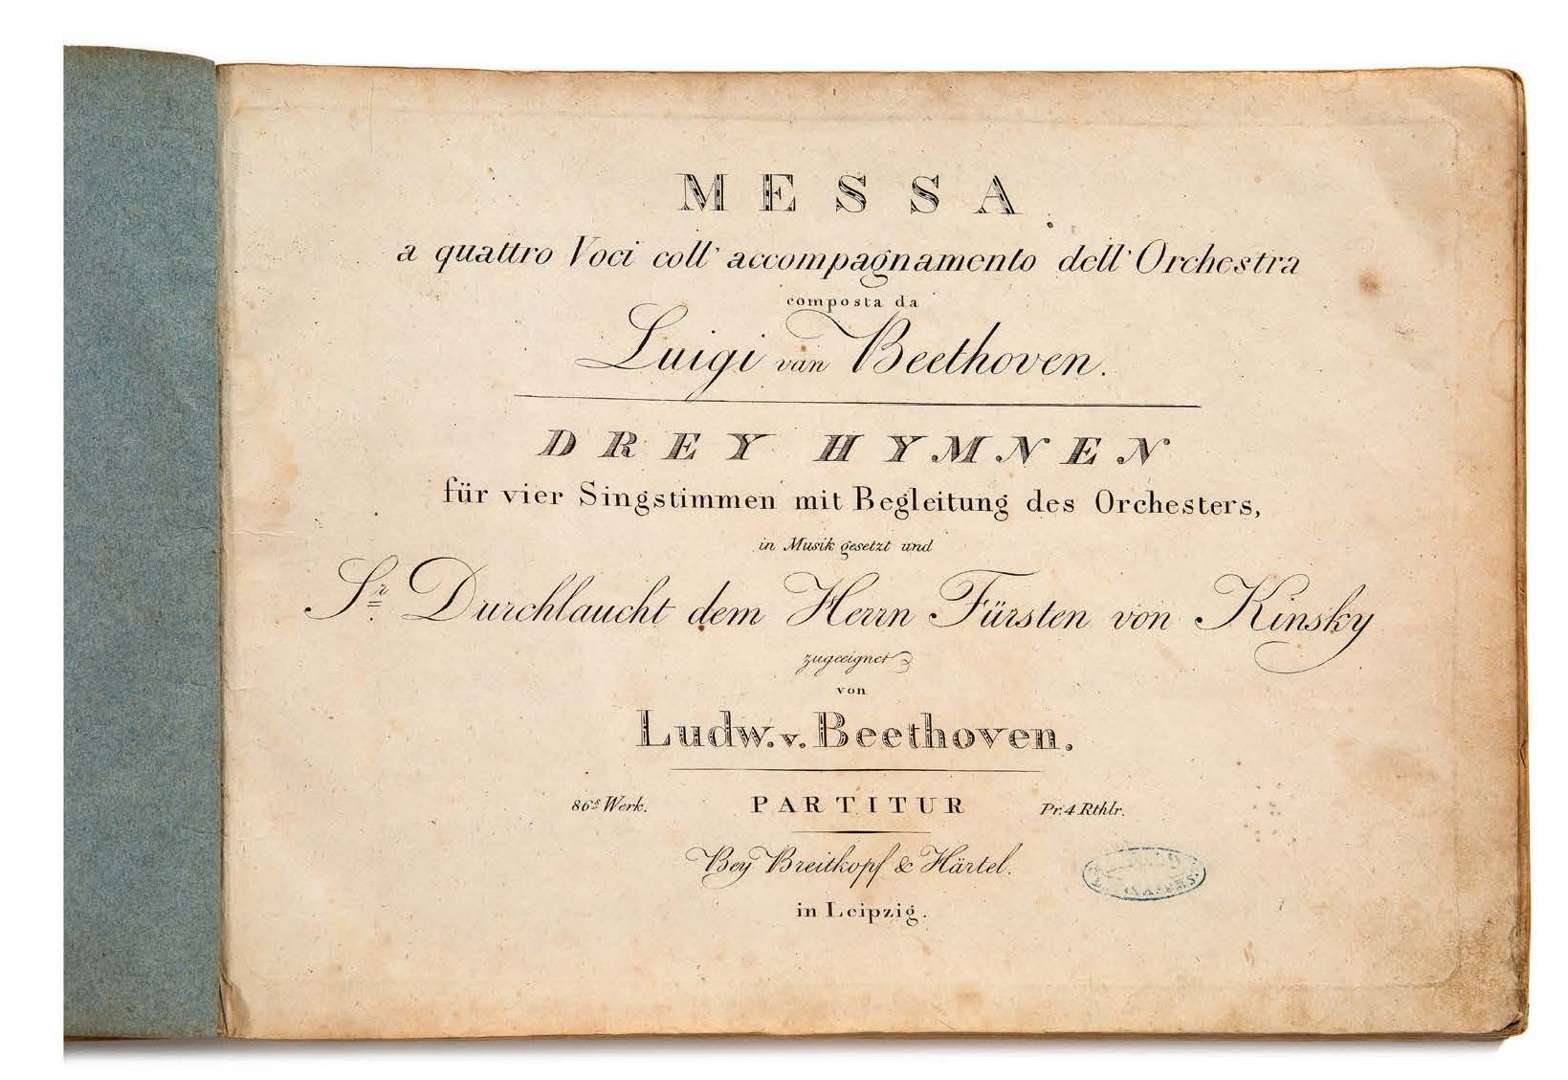 MESSA
a quattro Voci coll' accompagnamento dell' Orchestra
composta da
Luigi van Beethoven.
DREY HYMNEN
für vier Singstimmen mit Begleitung des Orchesters,
in Musik gesetzt und
Sr. Durchlaucht dem Herrn Fürsten von Kinsky
zugeeignet
von
Ludw. v. Beethoven.
86s Werk. PARTITUR Pr. 4 Rthlr.
Bey Breitkopf & Härtel.
in Leipzig.